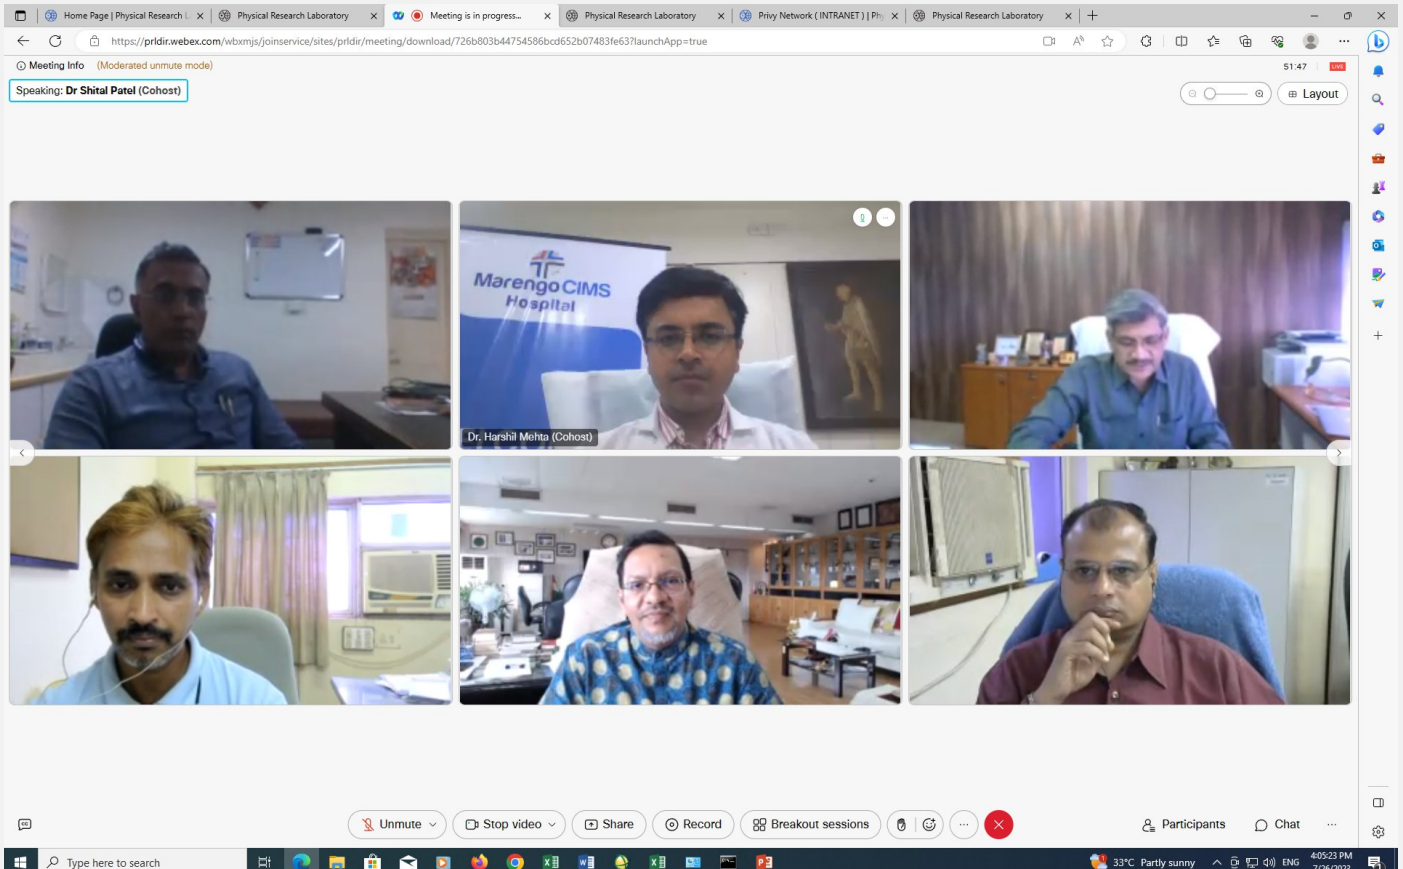 Home Page | Physical Research L
Physical Research Laboratory
Meeting is in progress...
Physical Research Laboratory
Privy Network ( INTRANET ) | Ph
Physical Research Laboratory
https://prldir.webex.com/wbxmjs/joinservice/sites/prldir/meeting/download/726b803b44754586bcd652b07483fe63?launchApp=true
Meeting Info (Moderated unmute mode)
51:47
LIVE
Speaking: Dr Shital Patel (Cohost)
Layout
Marengo CIMS
Hospital
Dr. Harshil Mehta (Cohost)
Unmute
Stop video
Share
Record
Breakout sessions
Participants
Chat
Type here to search
33°C Partly sunny
ENG
4:05:23 PM
7/26/2023